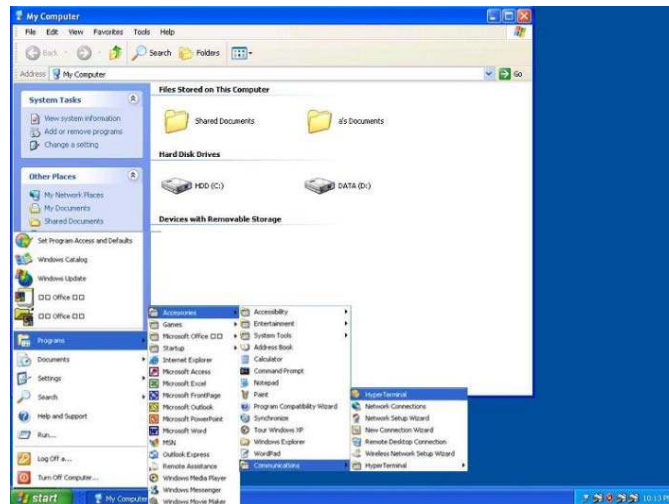 My Computer
File Edit View Favorites Tools Help
Back Search Folders
Address My Computer Go
System Tasks
View system information
Add or remove programs
Change a setting
Other Places
My Network Places
My Documents
Shared Documents
Files Stored on This Computer
Shared Documents a's Documents
Hard Disk Drives
HDD (C:) DATA (D:)
Devices with Removable Storage
Set Program Access and Defaults
Windows Catalog
Windows Update
□□ Office □□
□□ Office □□
Programs
Documents
Settings
Search
Help and Support
Run...
Log Off a...
Turn Off Computer...
Accessories
Games
Microsoft Office □□
Startup
Internet Explorer
Microsoft Access
Microsoft Excel
Microsoft FrontPage
Microsoft Outlook
Microsoft PowerPoint
Microsoft Word
MSN
Outlook Express
Remote Assistance
Windows Media Player
Windows Messenger
Windows Movie Maker
Accessibility
Entertainment
System Tools
Address Book
Calculator
Command Prompt
Notepad
Paint
Program Compatibility Wizard
Synchronize
Tour Windows XP
Windows Explorer
WordPad
Communications
HyperTerminal
Network Connections
Network Setup Wizard
New Connection Wizard
Remote Desktop Connection
Wireless Network Setup Wizard
HyperTerminal
start My Computer 10:13 PM